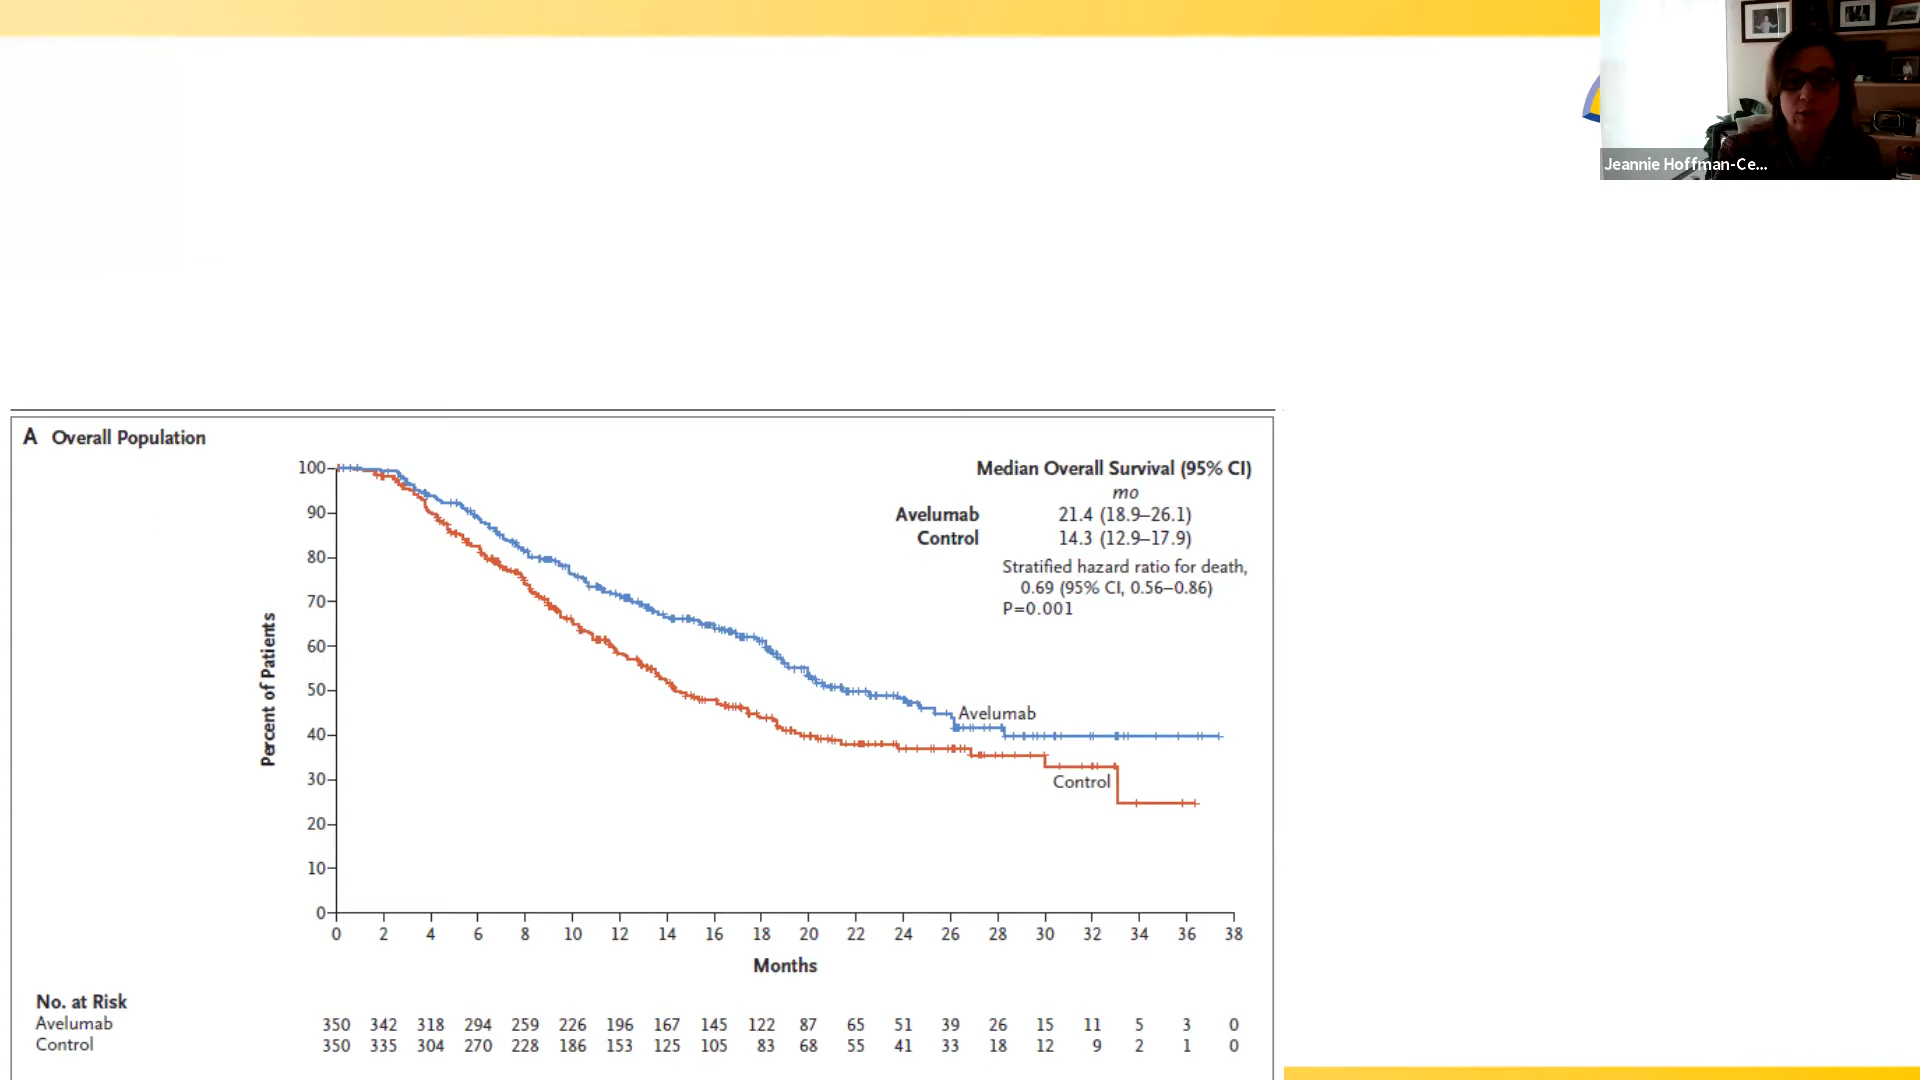 Jeannie Hoffman-Ce...
A Overall Population
Median Overall Survival (95% CI)
mo
Avelumab 21.4 (18.9–26.1)
Control 14.3 (12.9–17.9)
Stratified hazard ratio for death,
0.69 (95% CI, 0.56–0.86)
P=0.001
Percent of Patients
100
90
80
70
60
50
40
30
20
10
0
Avelumab
Control
0 2 4 6 8 10 12 14 16 18 20 22 24 26 28 30 32 34 36 38
Months
No. at Risk
Avelumab 350 342 318 294 259 226 196 167 145 122 87 65 51 39 26 15 11 5 3 0
Control 350 335 304 270 228 186 153 125 105 83 68 55 41 33 18 12 9 2 1 0